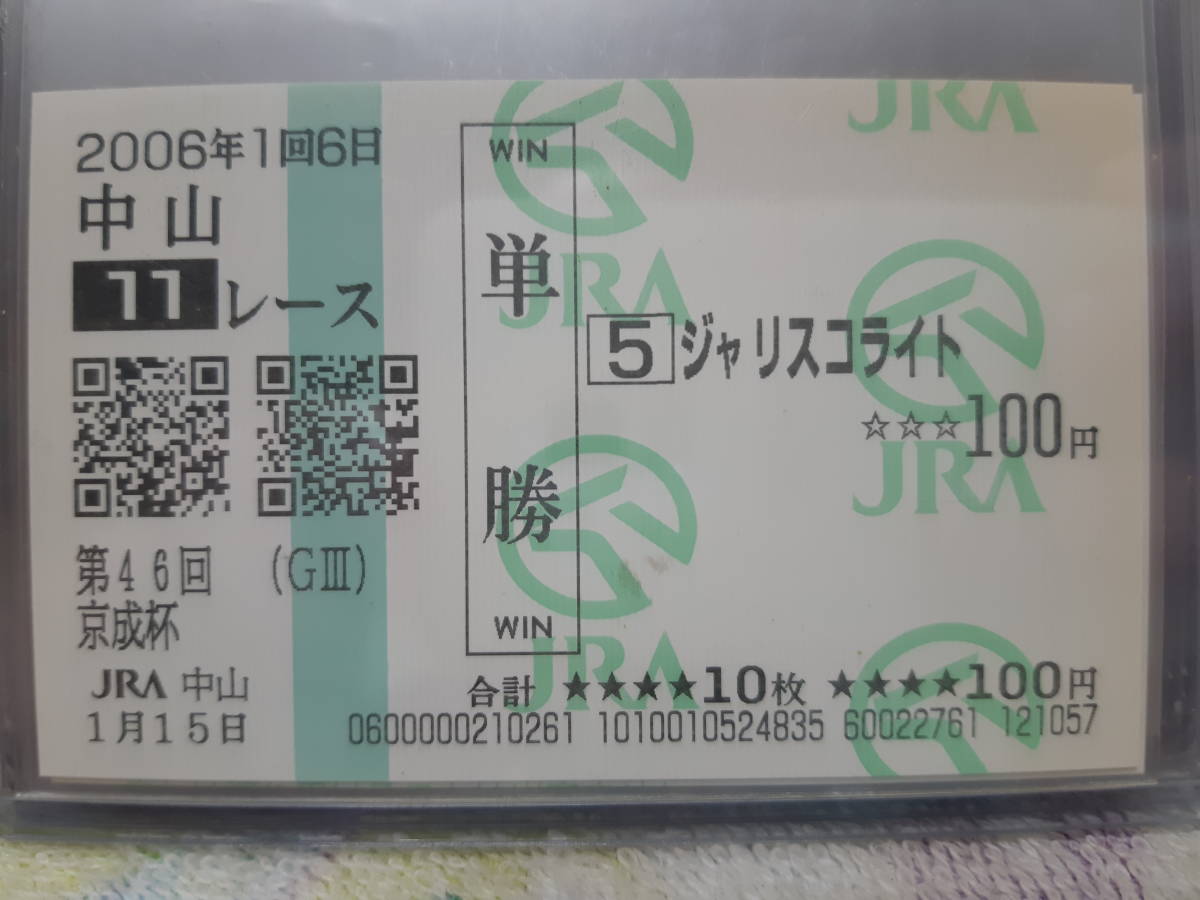 2006年1回6日
中山
11レース
第46回 (GⅢ)
京成杯
JRA 中山
1月15日
WIN
単勝
WIN
5 ジャリスコライト
☆☆☆100円
合計 ★★★★10枚 ★★★★100円
0600000210261 1010010524835 60022761 121057
JRA
JRA
JRA
JRA